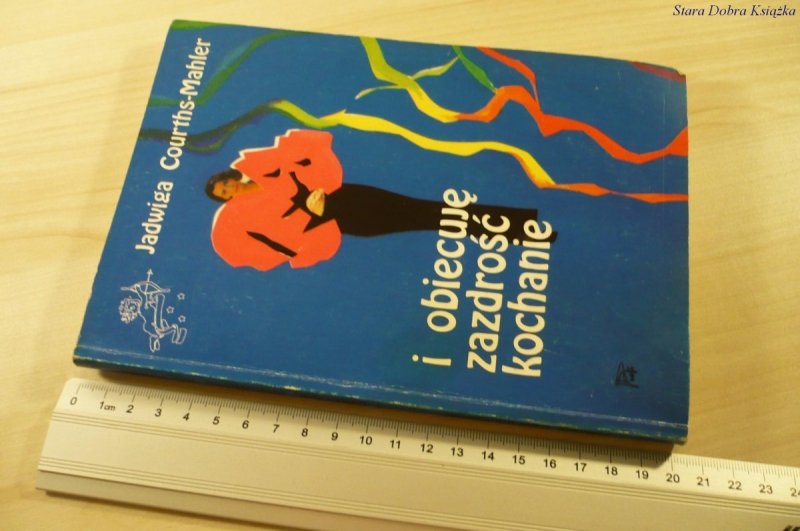 Stara Dobra Książka
Jadwiga Courths-Mahler
i obiecuję
zazdrość
kochanie
0 1cm 2 3 4 5 6 7 8 9 10 11 12 13 14 15 16 17 18 19 20 21 22 23 24